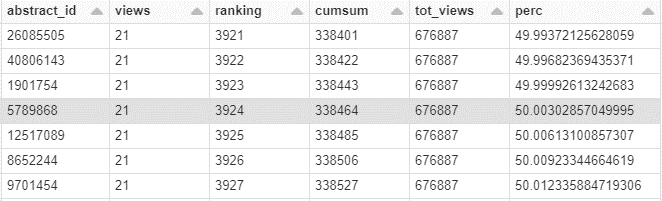 abstract_id views ranking cumsum tot_views perc
26085505 21 3921 338401 676887 49.99372125628059
40806143 21 3922 338422 676887 49.99682369435371
1901754 21 3923 338443 676887 49.99992613242683
5789868 21 3924 338464 676887 50.00302857049995
12517089 21 3925 338485 676887 50.00613100857307
8652244 21 3926 338506 676887 50.00923344664619
9701454 21 3927 338527 676887 50.012335884719306